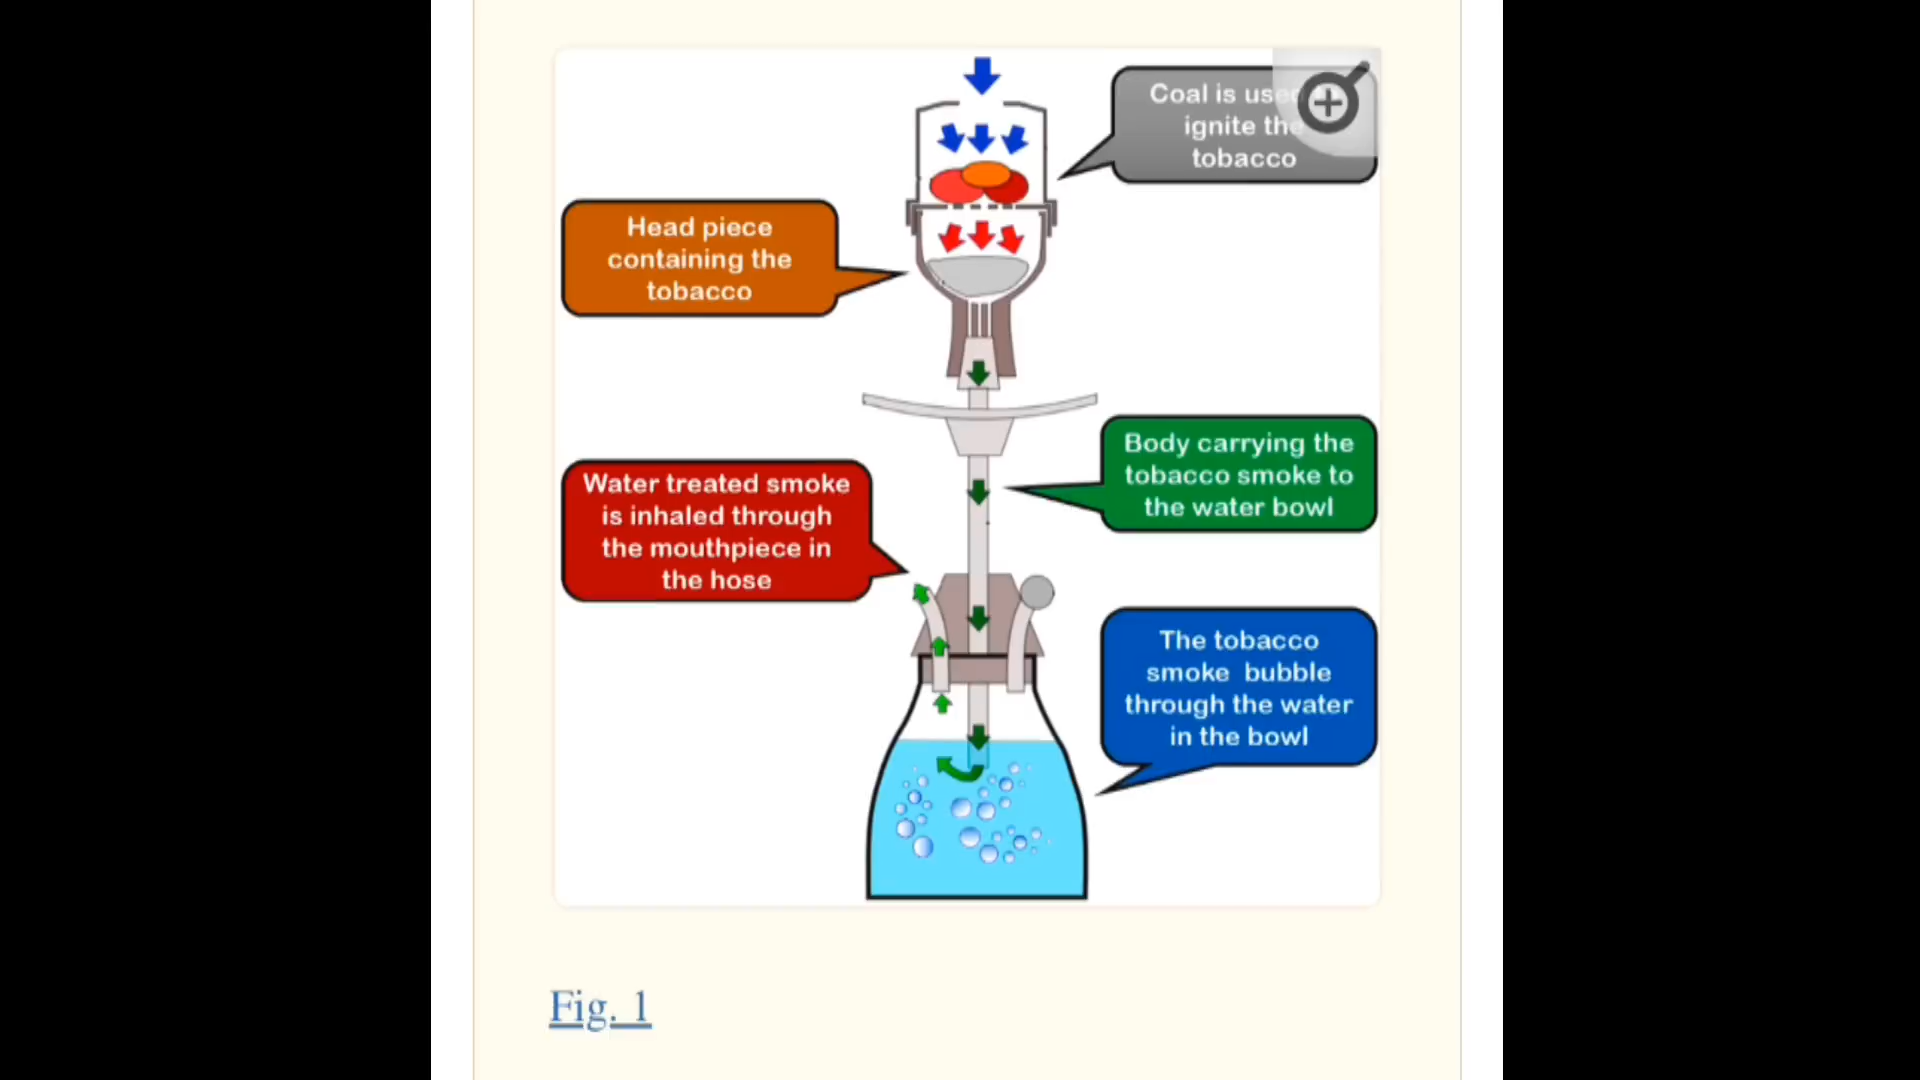 Coal is use
ignite the
tobacco
Head piece
containing the
tobacco
Body carrying the
tobacco smoke to
the water bowl
Water treated smoke
is inhaled through
the mouthpiece in
the hose
The tobacco
smoke bubble
through the water
in the bowl
Fig. 1